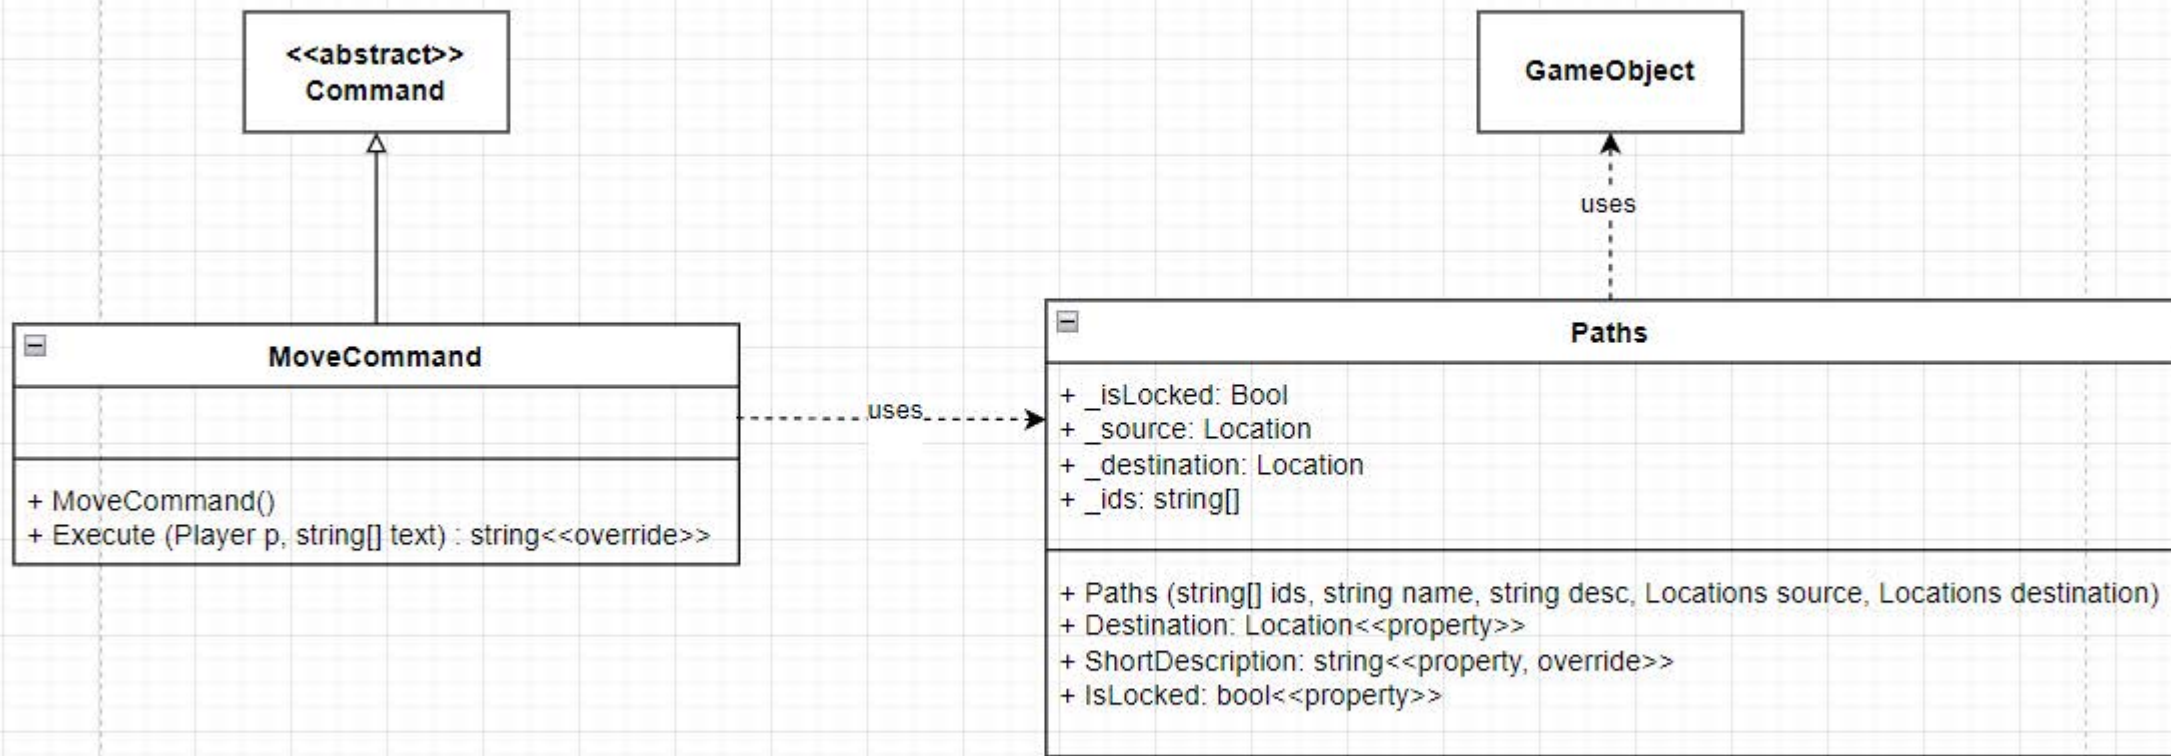 <<abstract>>
Command
GameObject
uses
MoveCommand
+ MoveCommand()
+ Execute (Player p, string[] text) : string<<override>>
uses
Paths
+ _isLocked: Bool
+ _source: Location
+ _destination: Location
+ _ids: string[]
+ Paths (string[] ids, string name, string desc, Locations source, Locations destination)
+ Destination: Location<<property>>
+ ShortDescription: string<<property, override>>
+ IsLocked: bool<<property>>